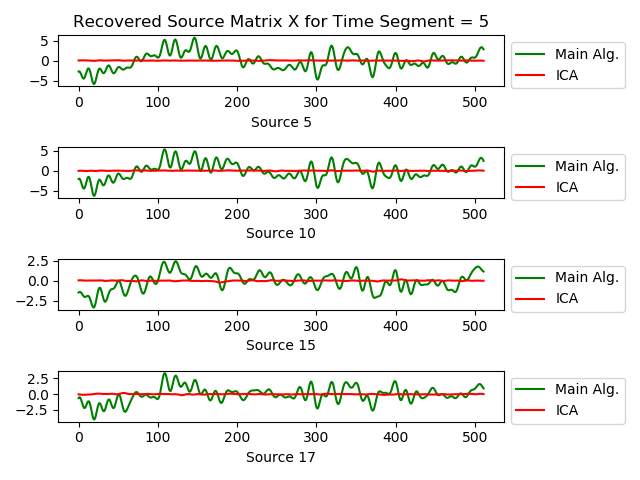 Recovered Source Matrix X for Time Segment = 5
5
0
−5
0 100 200 300 400 500
Source 5
Main Alg.
ICA
5
0
−5
0 100 200 300 400 500
Source 10
Main Alg.
ICA
2.5
0.0
−2.5
0 100 200 300 400 500
Source 15
Main Alg.
ICA
2.5
0.0
−2.5
0 100 200 300 400 500
Source 17
Main Alg.
ICA